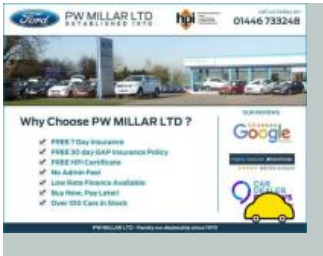 Ford
PW MILLAR LTD
ESTABLISHED 1970
hpi
01446 733248
Why Choose PW MILLAR LTD ?
FREE 7 Day Insurance
FREE 30 day GAP Insurance Policy
FREE HPI Certificate
No Admin Fee!
Low Rate Finance Available
Buy Now, Pay Later!
Over 100 Cars in Stock
OUR REVIEWS
Google
CAR
DEALER
PW MILLAR LTD - Family run dealership since 1970